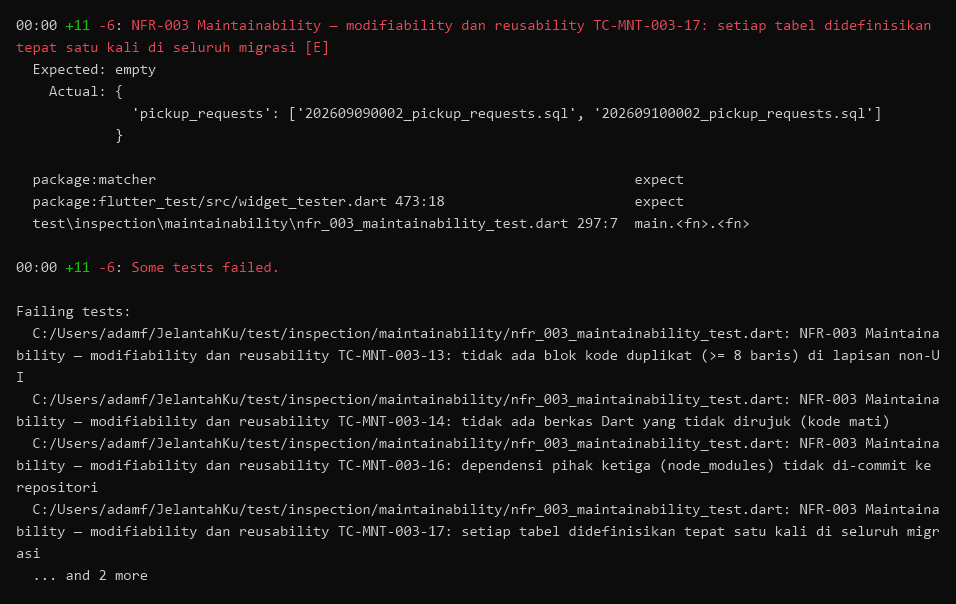 00:00 +11 -6: NFR-003 Maintainability — modifiability dan reusability TC-MNT-003-17: setiap tabel didefinisikan
tepat satu kali di seluruh migrasi [E]
  Expected: empty
    Actual: {
              'pickup_requests': ['202609090002_pickup_requests.sql', '202609100002_pickup_requests.sql']
            }

  package:matcher                                                          expect
  package:flutter_test/src/widget_tester.dart 473:18                       expect
  test\inspection\maintainability\nfr_003_maintainability_test.dart 297:7  main.<fn>.<fn>

00:00 +11 -6: Some tests failed.

Failing tests:
  C:/Users/adamf/JelantahKu/test/inspection/maintainability/nfr_003_maintainability_test.dart: NFR-003 Maintaina
bility — modifiability dan reusability TC-MNT-003-13: tidak ada blok kode duplikat (>= 8 baris) di lapisan non-U
I
  C:/Users/adamf/JelantahKu/test/inspection/maintainability/nfr_003_maintainability_test.dart: NFR-003 Maintaina
bility — modifiability dan reusability TC-MNT-003-14: tidak ada berkas Dart yang tidak dirujuk (kode mati)
  C:/Users/adamf/JelantahKu/test/inspection/maintainability/nfr_003_maintainability_test.dart: NFR-003 Maintaina
bility — modifiability dan reusability TC-MNT-003-16: dependensi pihak ketiga (node_modules) tidak di-commit ke
repositori
  C:/Users/adamf/JelantahKu/test/inspection/maintainability/nfr_003_maintainability_test.dart: NFR-003 Maintaina
bility — modifiability dan reusability TC-MNT-003-17: setiap tabel didefinisikan tepat satu kali di seluruh migr
asi
  ... and 2 more